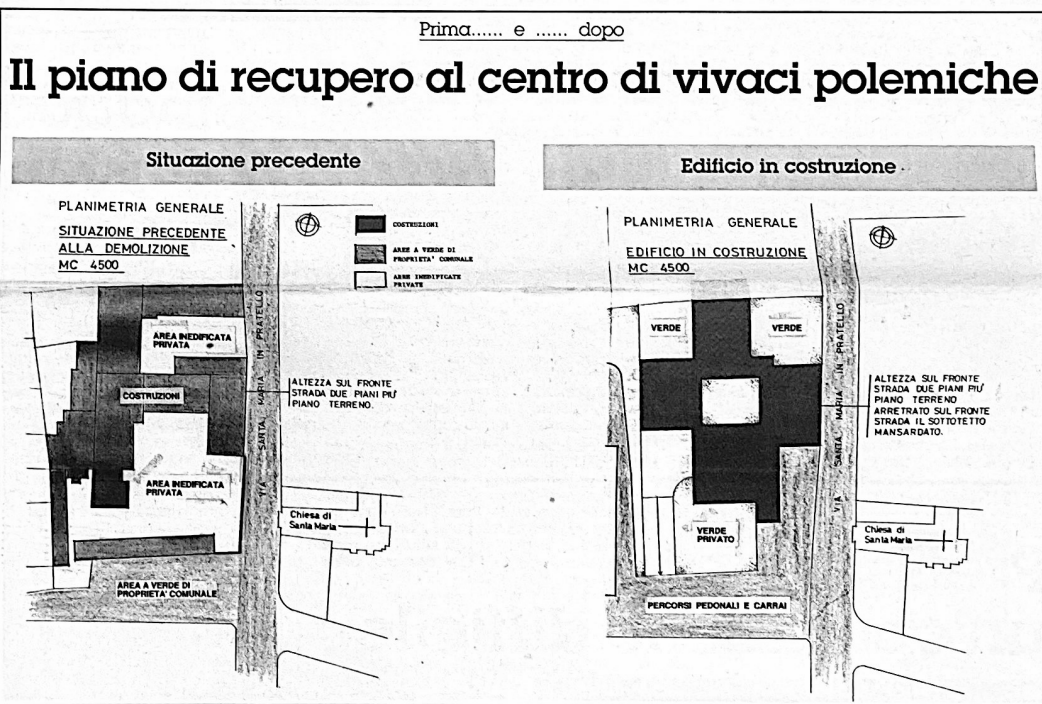 Prima...... e ...... dopo
Il piano di recupero al centro di vivaci polemiche
Situazione precedente
PLANIMETRIA GENERALE
SITUAZIONE PRECEDENTE
ALLA DEMOLIZIONE
MC 4500
COSTRUZIONI
AREE A VERDE DI
PROPRIETA' COMUNALE
AREE INEDIFICATE
PRIVATE
AREA INEDIFICATA
PRIVATA
COSTRUZIONI
ALTEZZA SUL FRONTE
STRADA DUE PIANI PIU'
PIANO TERRENO.
AREA INEDIFICATA
PRIVATA
VIA SANTA MARIA IN PRATELLO
Chiesa di
Santa Maria
AREA A VERDE DI
PROPRIETA' COMUNALE
Edificio in costruzione
PLANIMETRIA GENERALE
EDIFICIO IN COSTRUZIONE
MC 4500
VERDE
VERDE
ALTEZZA SUL FRONTE
STRADA DUE PIANI PIU'
PIANO TERRENO
ARRETRATO SUL FRONTE
STRADA IL SOTTOTETTO
MANSARDATO.
VIA SANTA MARIA IN PRATELLO
Chiesa di
Santa Maria
VERDE
PRIVATO
PERCORSI PEDONALI E CARRAI